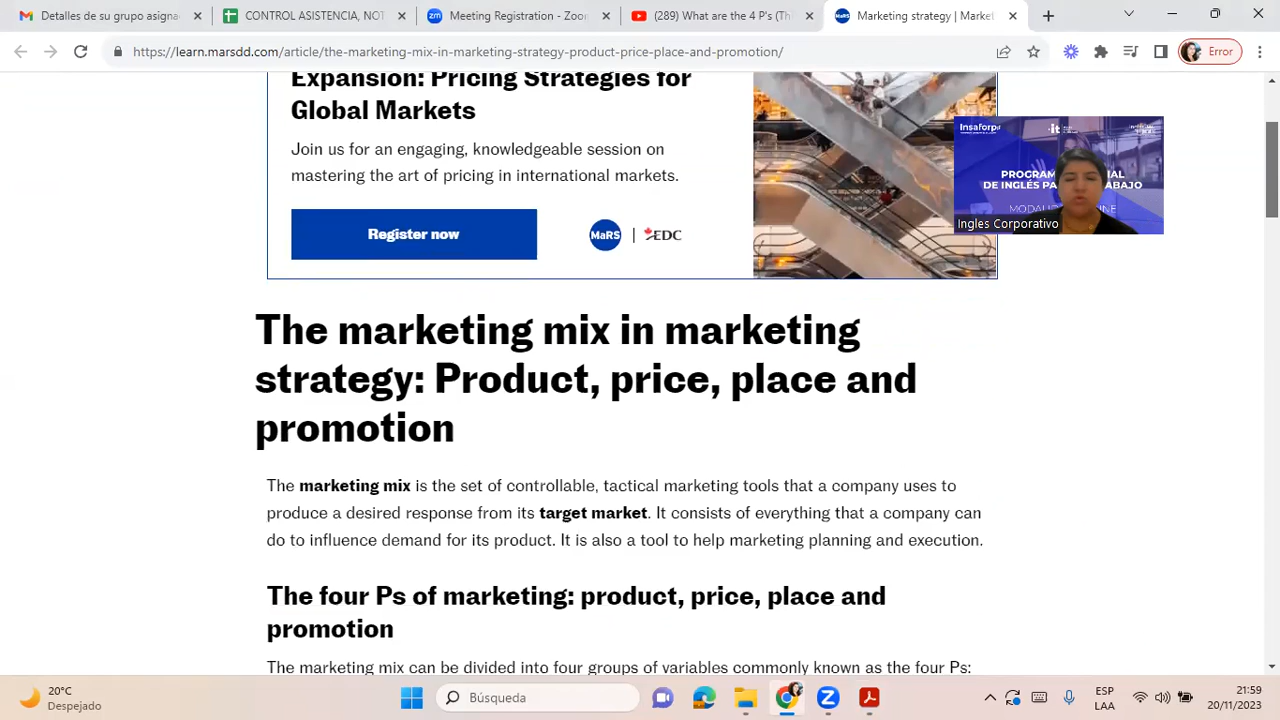 Detalles de su signa
CONTROL ASISTENCIA, NOT
Meeting Registration - Zoom
(289) What are the 4 P's (Th
Marketing strategy | Market
https://learn.marsdd.com/article/the-marketing-mix-in-marketing-strategy-product-price-place-and-promotion/
Error
Expansion: Pricing Strategies for
Global Markets
Join us for an engaging, knowledgeable session on
mastering the art of pricing in international markets.
Register now
MaRS
EDC
Insaforp
PROGRAM
DE INGLÉS PA
Ingles Corporativo
The marketing mix in marketing
strategy: Product, price, place and
promotion
The marketing mix is the set of controllable, tactical marketing tools that a company uses to
produce a desired response from its target market. It consists of everything that a company can
do to influence demand for its product. It is also a tool to help marketing planning and execution.
The four Ps of marketing: product, price, place and
promotion
The marketing mix can be divided into four groups of variables commonly known as the four Ps:
20°C
Despejado
Búsqueda
ESP
LAA
21:59
20/11/2023